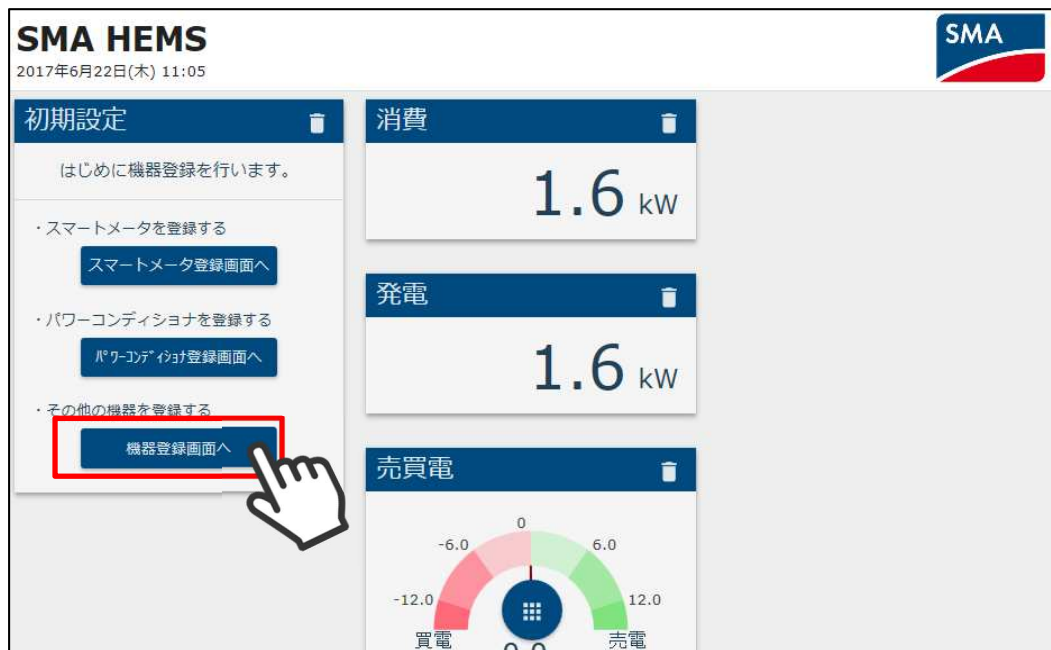 SMA HEMS
2017年6月22日(木) 11:05
SMA
初期設定
はじめに機器登録を行います。
・スマートメータを登録する
スマートメータ登録画面へ
・パワーコンディショナを登録する
ﾊﾟﾜｰｺﾝﾃﾞｨｼｮﾅ登録画面へ
・その他の機器を登録する
機器登録画面へ
消費
1.6 kW
発電
1.6 kW
売買電
0
-6.0
6.0
-12.0
12.0
買電
売電